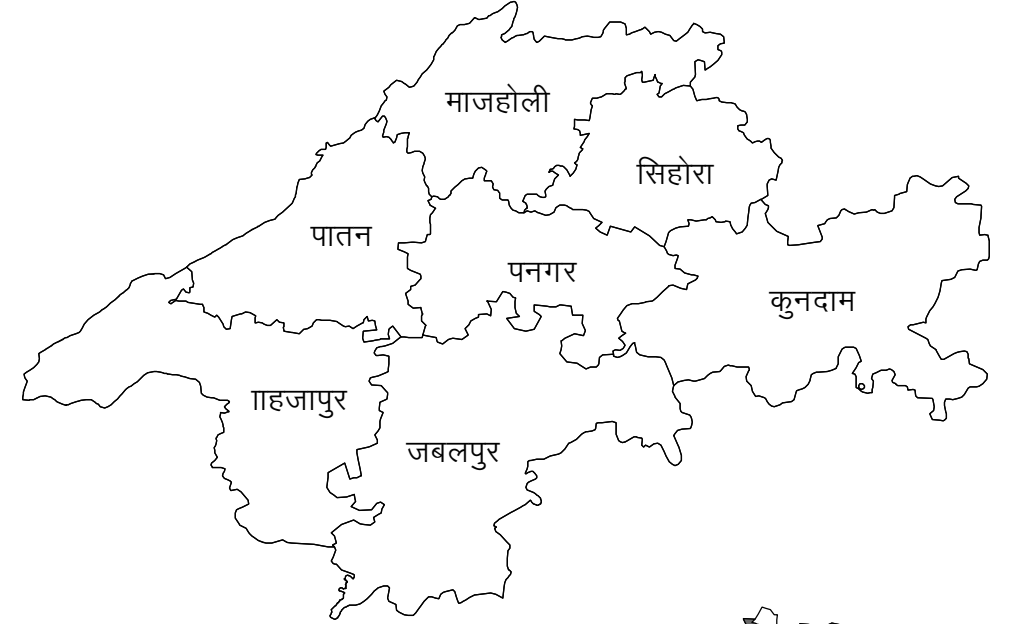 माजहोली
सिहोरा
पातन
पनगर
कुनदाम
ााहजापुर
जबलपुर